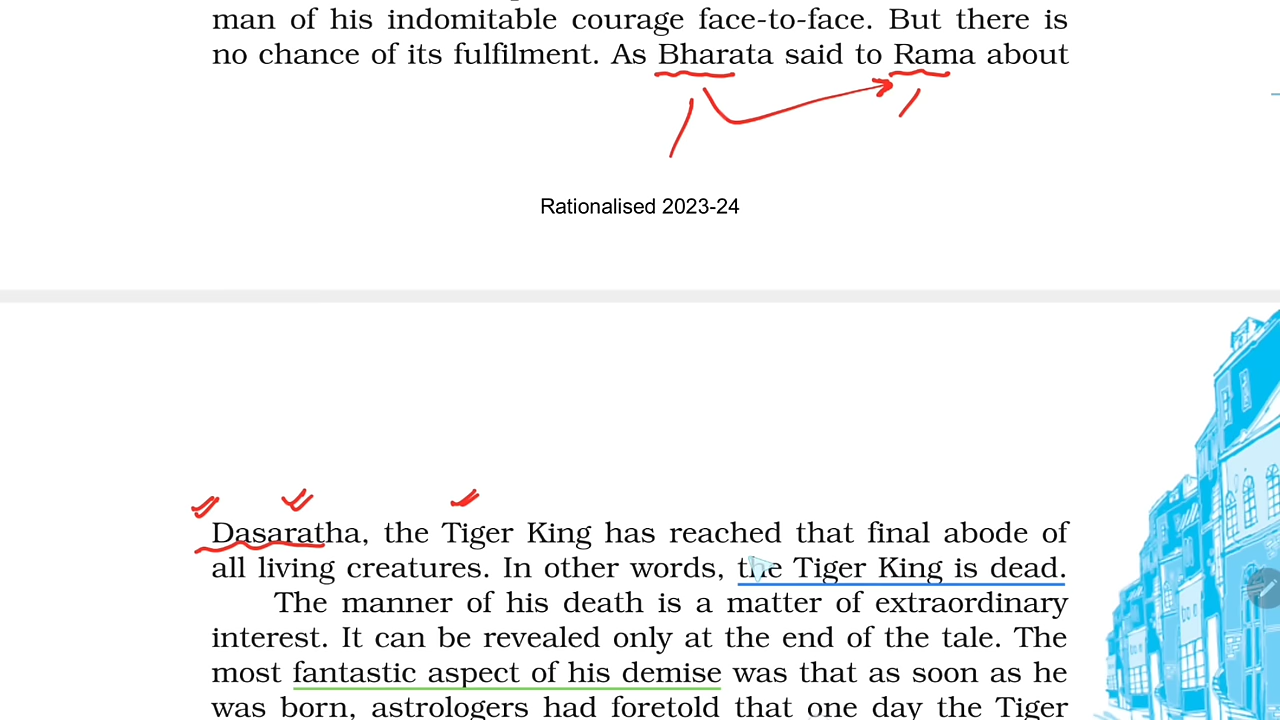 man of his indomitable courage face-to-face. But there is
no chance of its fulfilment. As Bharata said to Rama about
Rationalised 2023-24
Dasaratha, the Tiger King has reached that final abode of
all living creatures. In other words, the Tiger King is dead.
The manner of his death is a matter of extraordinary
interest. It can be revealed only at the end of the tale. The
most fantastic aspect of his demise was that as soon as he
was born, astrologers had foretold that one day the Tiger